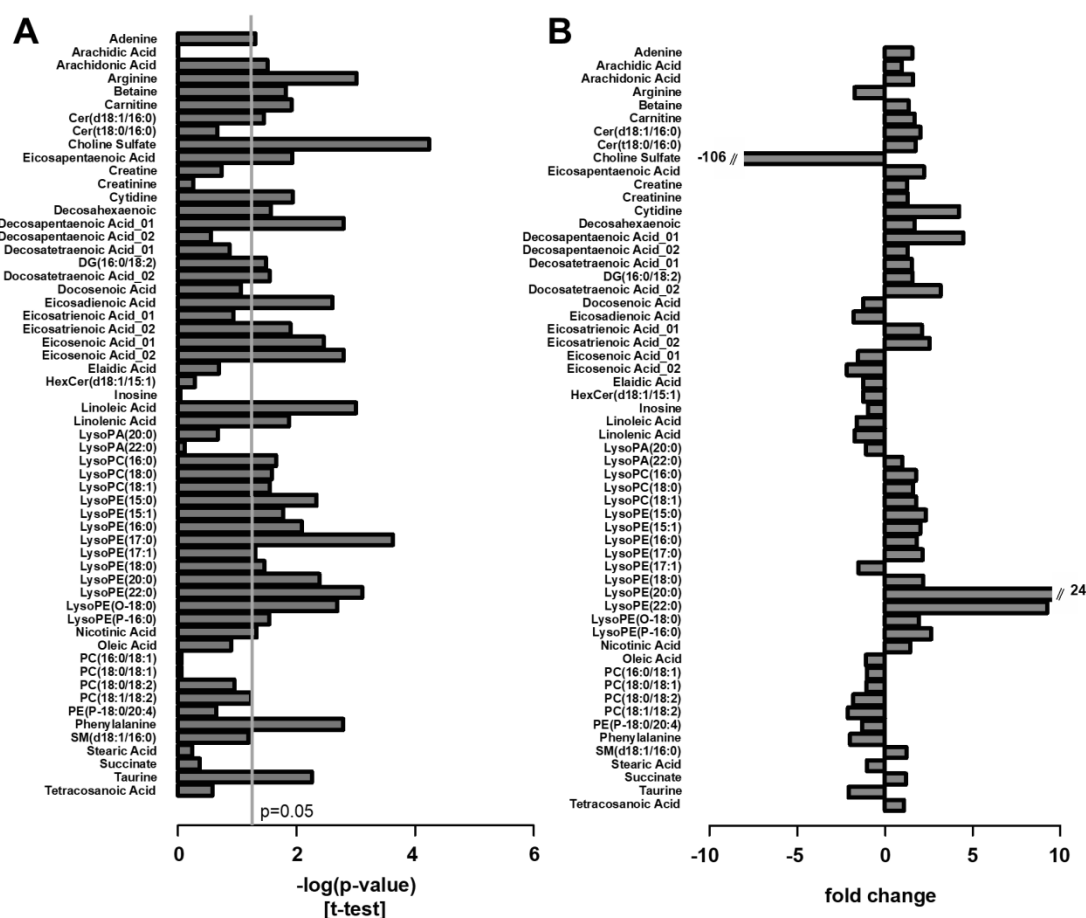 A
Adenine
Arachidic Acid
Arachidonic Acid
Arginine
Betaine
Carnitine
Cer(d18:1/16:0)
Cer(t18:0/16:0)
Choline Sulfate
Eicosapentaenoic Acid
Creatine
Creatinine
Cytidine
Decosahexaenoic
Decosapentaenoic Acid_01
Decosapentaenoic Acid_02
Decosatetraenoic Acid_01
DG(16:0/18:2)
Docosatetraenoic Acid_02
Docosenoic Acid
Eicosadienoic Acid
Eicosatrienoic Acid_01
Eicosatrienoic Acid_02
Eicosenoic Acid_01
Eicosenoic Acid_02
Elaidic Acid
HexCer(d18:1/15:1)
Inosine
Linoleic Acid
Linolenic Acid
LysoPA(20:0)
LysoPA(22:0)
LysoPC(16:0)
LysoPC(18:0)
LysoPC(18:1)
LysoPE(15:0)
LysoPE(15:1)
LysoPE(16:0)
LysoPE(17:0)
LysoPE(17:1)
LysoPE(18:0)
LysoPE(20:0)
LysoPE(22:0)
LysoPE(O-18:0)
LysoPE(P-16:0)
Nicotinic Acid
Oleic Acid
PC(16:0/18:1)
PC(18:0/18:1)
PC(18:0/18:2)
PC(18:1/18:2)
PE(P-18:0/20:4)
Phenylalanine
SM(d18:1/16:0)
Stearic Acid
Succinate
Taurine
Tetracosanoic Acid
p=0.05
0 2 4 6
-log(p-value)
[t-test]
B
Adenine
Arachidic Acid
Arachidonic Acid
Arginine
Betaine
Carnitine
Cer(d18:1/16:0)
Cer(t18:0/16:0)
Choline Sulfate
-106 //
Eicosapentaenoic Acid
Creatine
Creatinine
Cytidine
Decosahexaenoic
Decosapentaenoic Acid_01
Decosapentaenoic Acid_02
Decosatetraenoic Acid_01
DG(16:0/18:2)
Docosatetraenoic Acid_02
Docosenoic Acid
Eicosadienoic Acid
Eicosatrienoic Acid_01
Eicosatrienoic Acid_02
Eicosenoic Acid_01
Eicosenoic Acid_02
Elaidic Acid
HexCer(d18:1/15:1)
Inosine
Linoleic Acid
Linolenic Acid
LysoPA(20:0)
LysoPA(22:0)
LysoPC(16:0)
LysoPC(18:0)
LysoPC(18:1)
LysoPE(15:0)
LysoPE(15:1)
LysoPE(16:0)
LysoPE(17:0)
LysoPE(17:1)
LysoPE(18:0)
LysoPE(20:0)
// 24
LysoPE(22:0)
LysoPE(O-18:0)
LysoPE(P-16:0)
Nicotinic Acid
Oleic Acid
PC(16:0/18:1)
PC(18:0/18:1)
PC(18:0/18:2)
PC(18:1/18:2)
PE(P-18:0/20:4)
Phenylalanine
SM(d18:1/16:0)
Stearic Acid
Succinate
Taurine
Tetracosanoic Acid
-10 -5 0 5 10
fold change